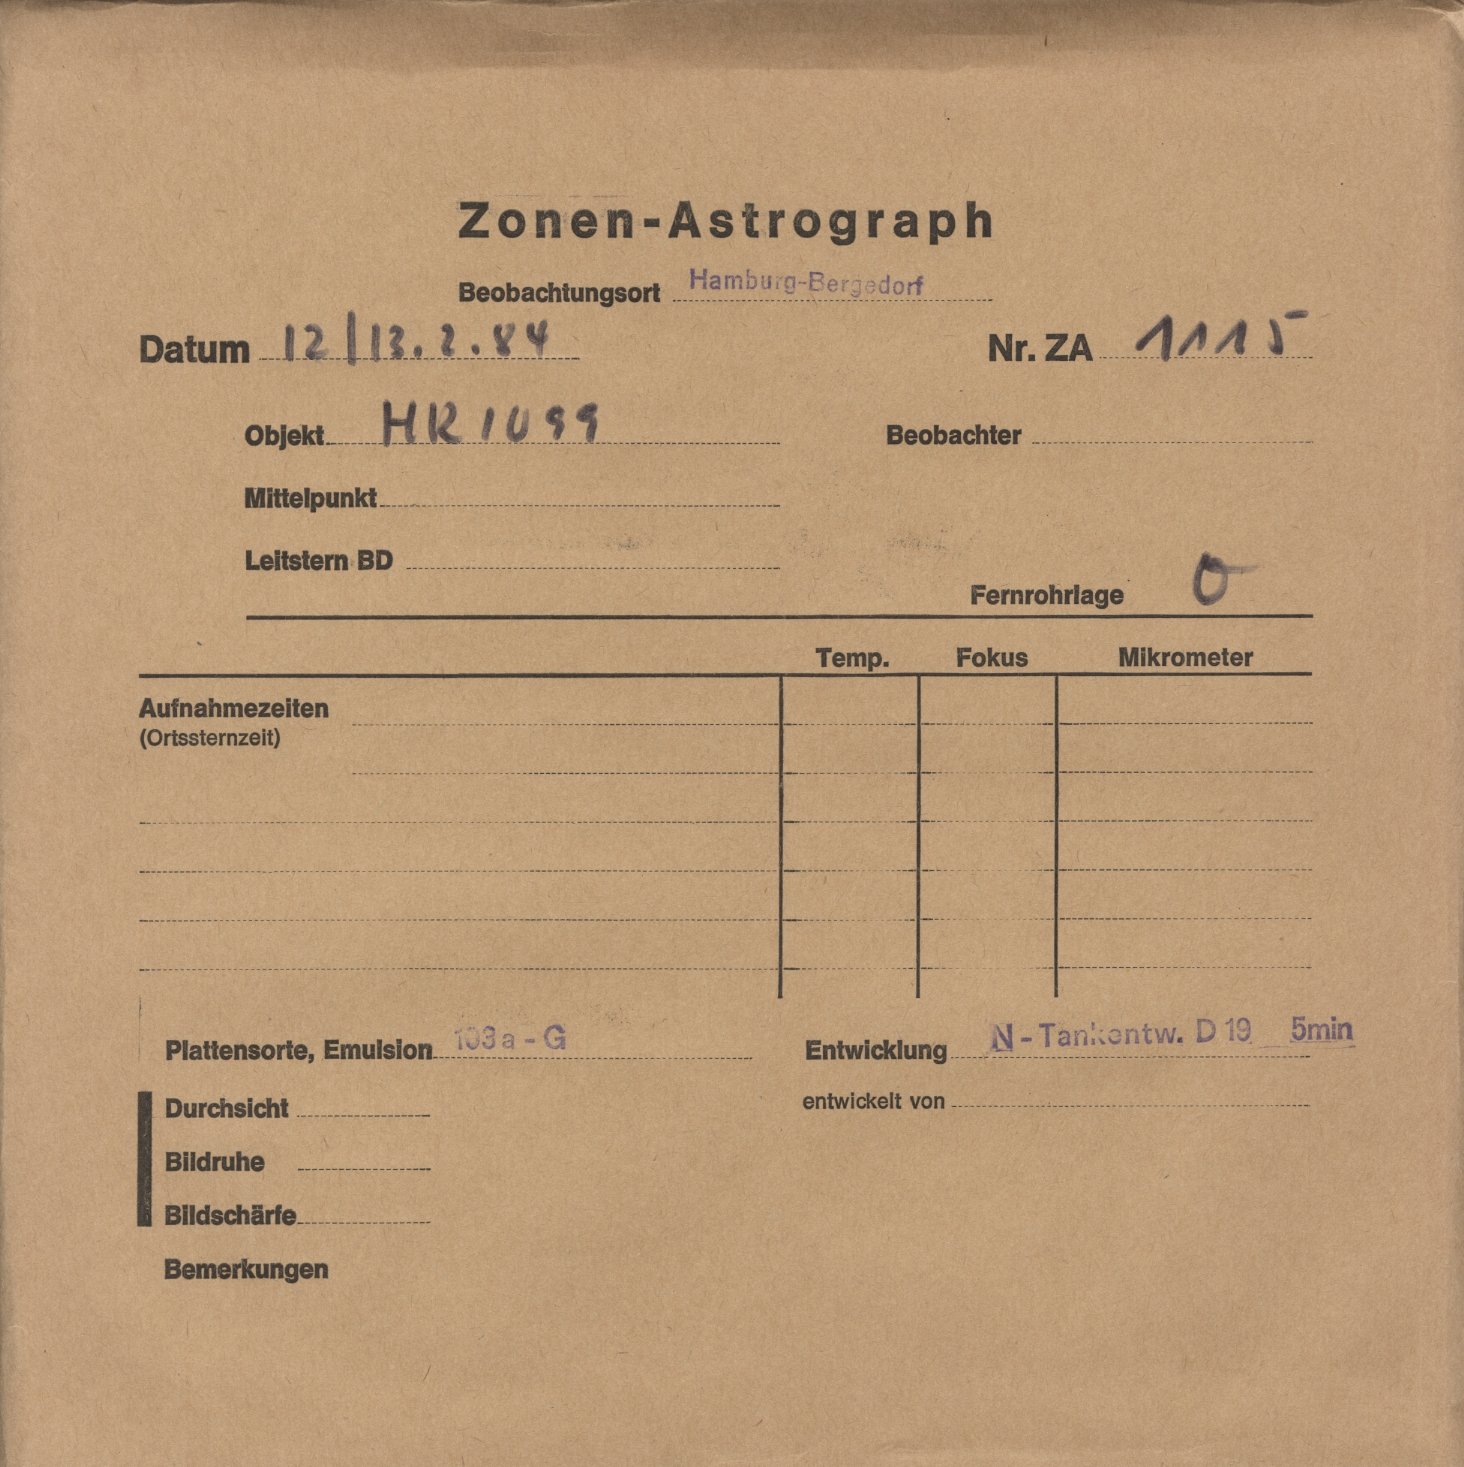 Zonen-Astrograph
Beobachtungsort Hamburg-Bergedorf
Datum 12/13.2.84 Nr. ZA 1115
Objekt HR 1099 Beobachter
Mittelpunkt
Leitstern BD
Fernrohrlage O
Temp. Fokus Mikrometer
Aufnahmezeiten
(Ortssternzeit)
Plattensorte, Emulsion 103a-G Entwicklung N-Tankentw. D 19 5min
Durchsicht entwickelt von
Bildruhe
Bildschärfe
Bemerkungen